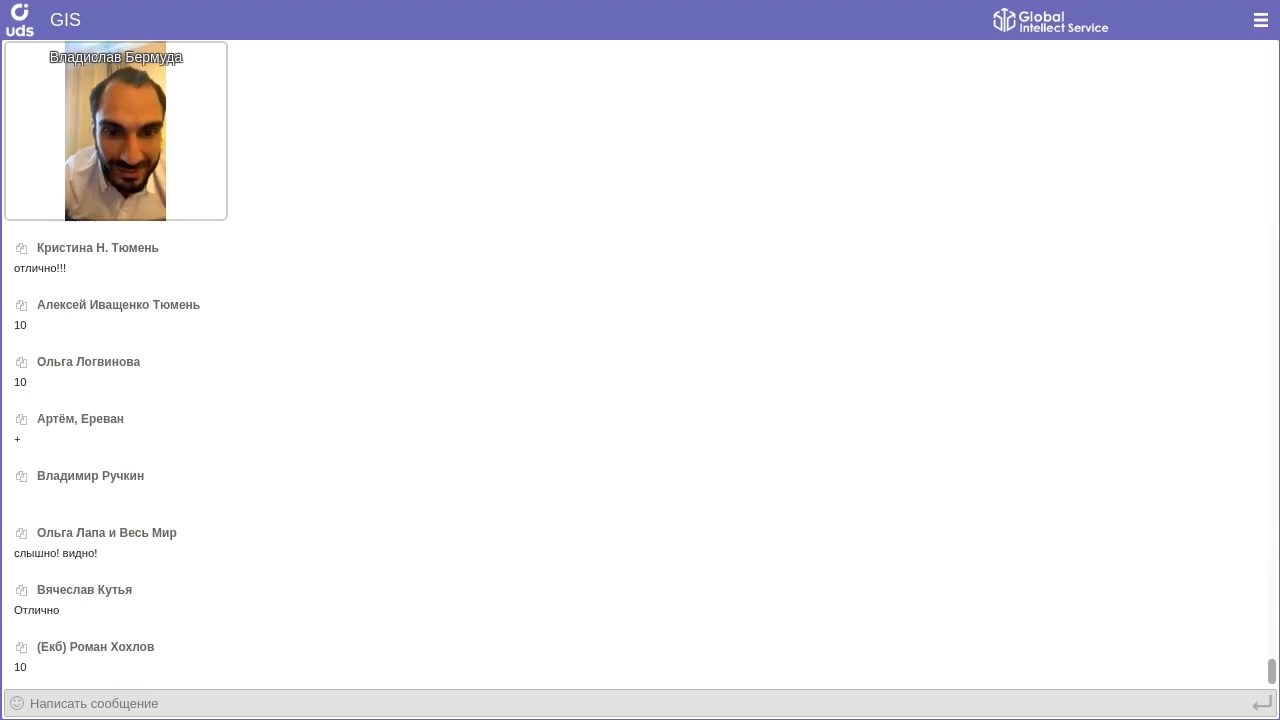 uds
GIS
Global
Intellect Service
Владислав Бермуда
Кристина Н. Тюмень
отлично!!!
Алексей Иващенко Тюмень
10
Ольга Логвинова
10
Артём, Ереван
+
Владимир Ручкин
Ольга Лапа и Весь Мир
слышно! видно!
Вячеслав Кутья
Отлично
(Екб) Роман Хохлов
10
Написать сообщение